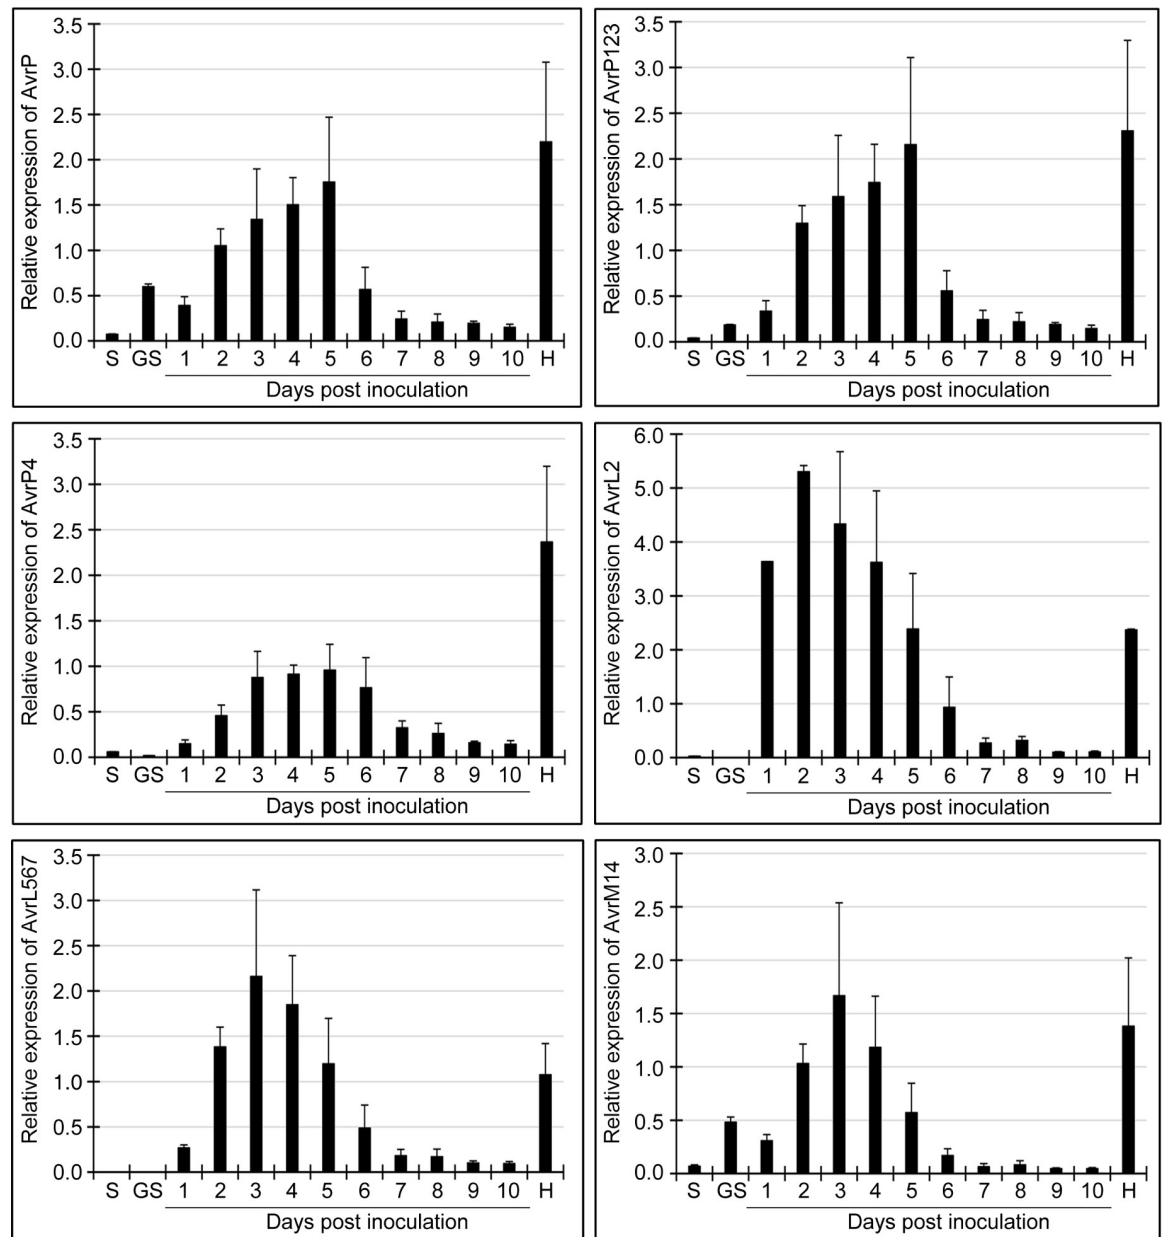 Relative expression of AvrP
3.5
3.0
2.5
2.0
1.5
1.0
0.5
0.0
S GS 1 2 3 4 5 6 7 8 9 10 H
Days post inoculation
Relative expression of AvrP123
3.5
3.0
2.5
2.0
1.5
1.0
0.5
0.0
S GS 1 2 3 4 5 6 7 8 9 10 H
Days post inoculation
Relative expression of AvrP4
3.5
3.0
2.5
2.0
1.5
1.0
0.5
0.0
S GS 1 2 3 4 5 6 7 8 9 10 H
Days post inoculation
Relative expression of AvrL2
6.0
5.0
4.0
3.0
2.0
1.0
0.0
S GS 1 2 3 4 5 6 7 8 9 10 H
Days post inoculation
Relative expression of AvrL567
3.5
3.0
2.5
2.0
1.5
1.0
0.5
0.0
S GS 1 2 3 4 5 6 7 8 9 10 H
Days post inoculation
Relative expression of AvrM14
3.0
2.5
2.0
1.5
1.0
0.5
0.0
S GS 1 2 3 4 5 6 7 8 9 10 H
Days post inoculation